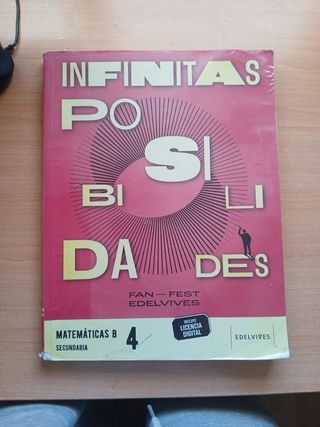 INFINITAS
PO
SI
BI LI
DA DES
FAN—FEST
EDELVIVES
MATEMÁTICAS B 4
SECUNDARIA
INCLUYE
LICENCIA
DIGITAL
EDELVIVES